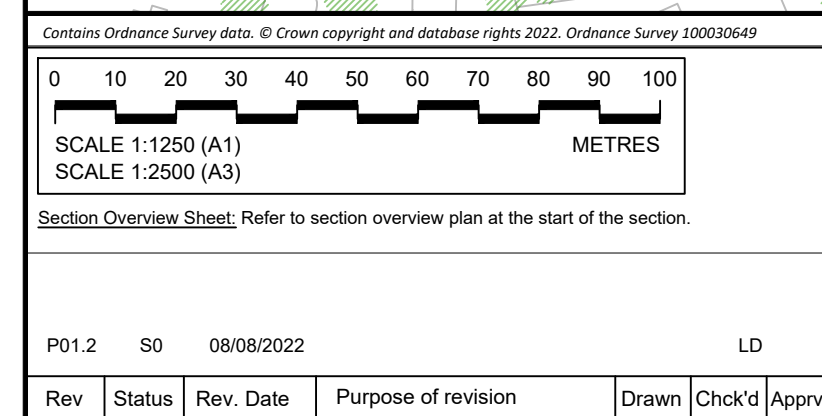 Contains Ordnance Survey data. © Crown copyright and database rights 2022. Ordnance Survey 100030649
0 10 20 30 40 50 60 70 80 90 100
SCALE 1:1250 (A1) METRES
SCALE 1:2500 (A3)
Section Overview Sheet: Refer to section overview plan at the start of the section.
P01.2 S0 08/08/2022 LD
Rev Status Rev. Date Purpose of revision Drawn Chck'd Apprv